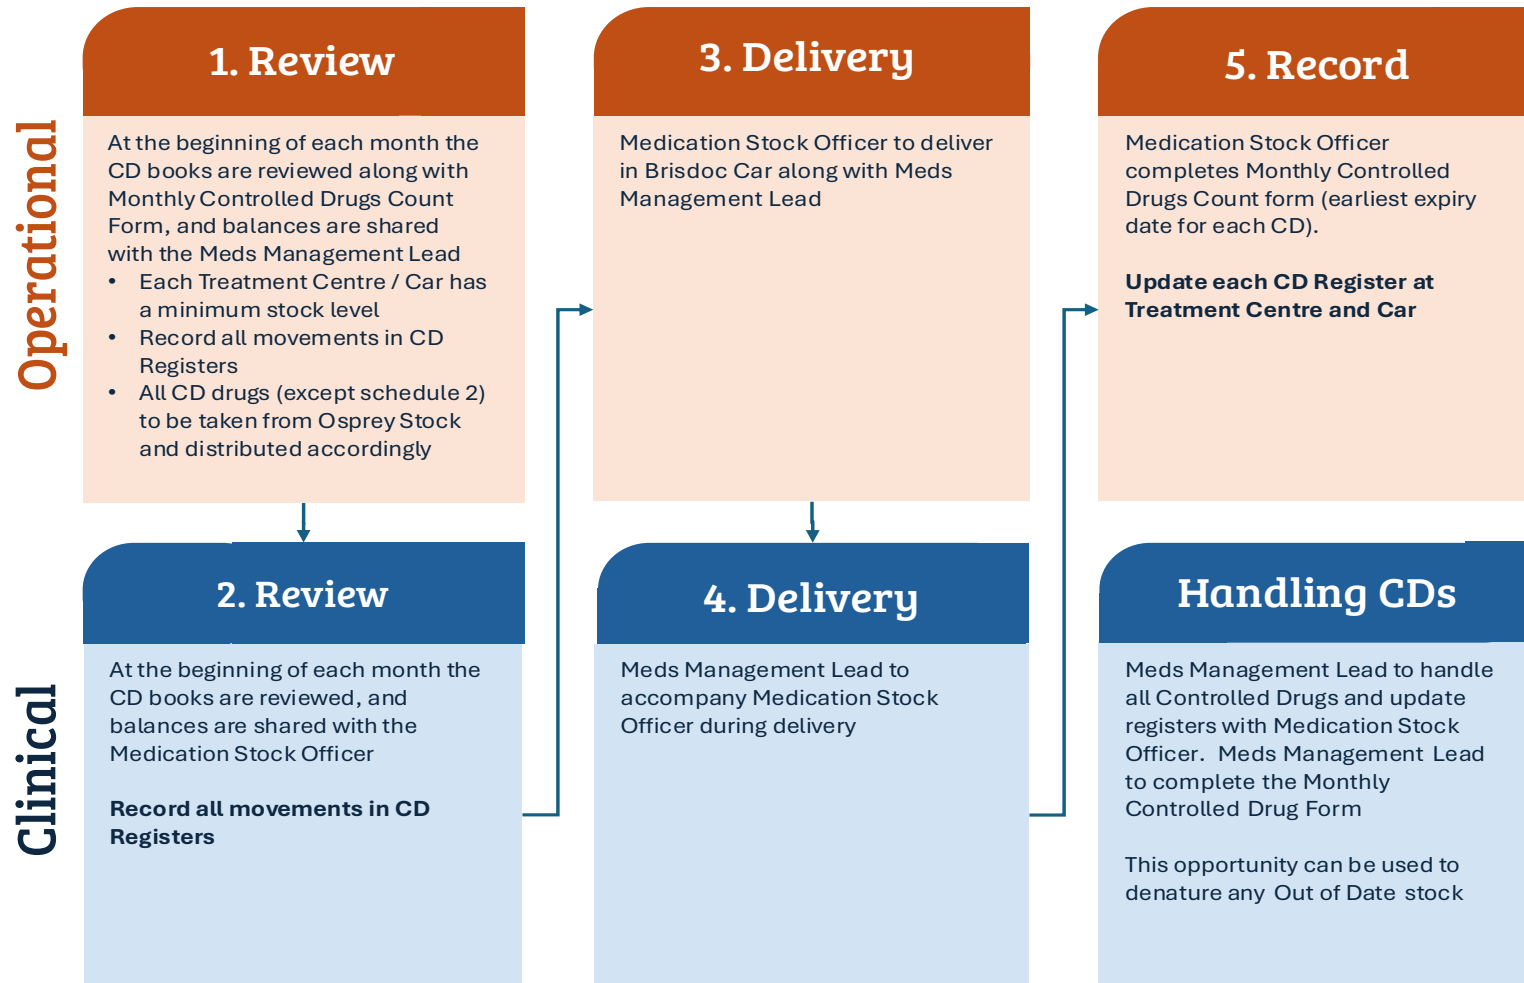 Operational
1. Review
At the beginning of each month the
CD books are reviewed along with
Monthly Controlled Drugs Count
Form, and balances are shared
with the Meds Management Lead
• Each Treatment Centre / Car has
a minimum stock level
• Record all movements in CD
Registers
• All CD drugs (except schedule 2)
to be taken from Osprey Stock
and distributed accordingly
3. Delivery
Medication Stock Officer to deliver
in Brisdoc Car along with Meds
Management Lead
5. Record
Medication Stock Officer
completes Monthly Controlled
Drugs Count form (earliest expiry
date for each CD).
Update each CD Register at
Treatment Centre and Car
Clinical
2. Review
At the beginning of each month the
CD books are reviewed, and
balances are shared with the
Medication Stock Officer
Record all movements in CD
Registers
4. Delivery
Meds Management Lead to
accompany Medication Stock
Officer during delivery
Handling CDs
Meds Management Lead to handle
all Controlled Drugs and update
registers with Medication Stock
Officer. Meds Management Lead
to complete the Monthly
Controlled Drug Form
This opportunity can be used to
denature any Out of Date stock